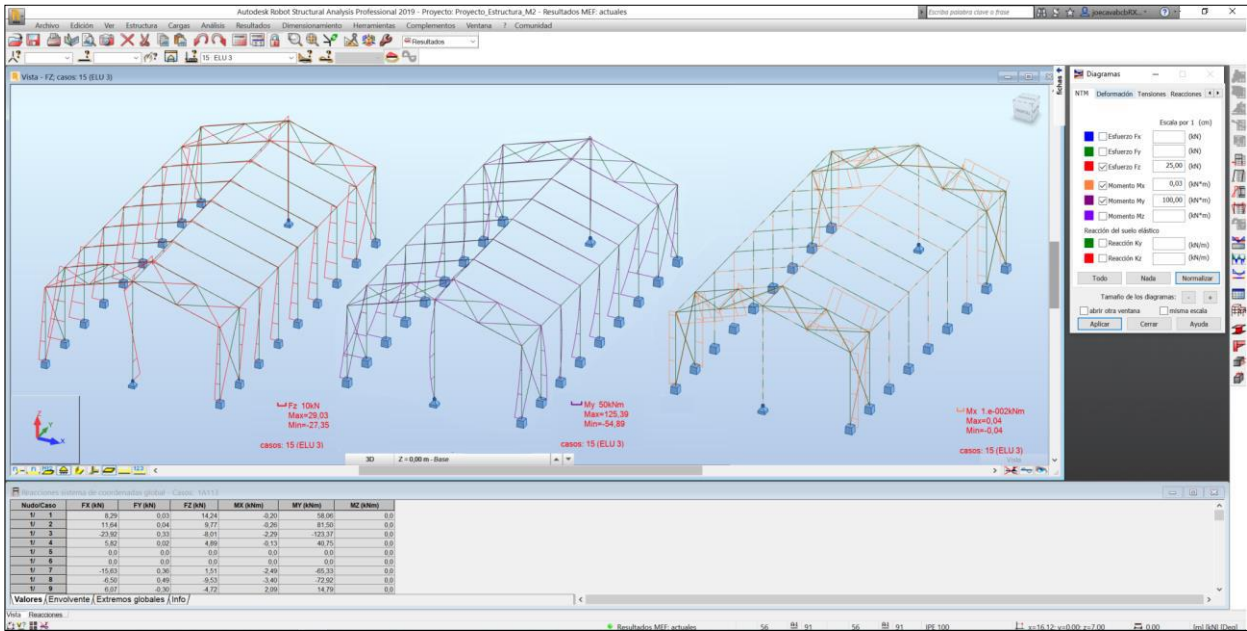 Autodesk Robot Structural Analysis Professional 2019 - Proyecto: Proyecto_Estructura_M2 - Resultados MEF: actuales
Escriba palabra clave o frase
Archivo Edición Ver Estructura Cargas Análisis Resultados Dimensionamiento Herramientas Complementos Ventana ? Comunidad
Resultados
15 ELU 3
Vista - FZ; casos: 15 (ELU 3)
fichas
Fz 10kN
Max=29,03
Min=-27,35
casos: 15 (ELU 3)
My 50kNm
Max=125,39
Min=-54,89
casos: 15 (ELU 3)
Mx 1.e-002kNm
Max=0,04
Min=-0,04
casos: 15 (ELU 3)
Vista
3D Z = 0,00 m - Base
Diagramas
NTM Deformación Tensiones Reacciones
Escala por 1 (cm)
Esfuerzo Fx (kN)
Esfuerzo Fy (kN)
Esfuerzo Fz 25,00 (kN)
Momento Mx 0,03 (kN*m)
Momento My 100,00 (kN*m)
Momento Mz (kN*m)
Reacción del suelo elástico
Reacción Ky (kN/m)
Reacción Kz (kN/m)
Todo Nada Normalizar
Tamaño de los diagramas: - +
abrir otra ventana misma escala
Aplicar Cerrar Ayuda
Reacciones sistema de coordenadas global - Casos: 1A113
Nudo/Caso FX (kN) FY (kN) FZ (kN) MX (kNm) MY (kNm) MZ (kNm)
1/ 1 8,29 0,03 14,24 -0,20 58,06 0,0
1/ 2 11,64 0,04 9,77 -0,26 81,50 0,0
1/ 3 -23,92 0,33 -8,01 -2,29 -123,37 0,0
1/ 4 5,82 0,02 4,89 -0,13 40,75 0,0
1/ 5 0,0 0,0 0,0 0,0 0,0 0,0
1/ 6 0,0 0,0 0,0 0,0 0,0 0,0
1/ 7 -15,63 0,36 1,51 -2,49 -65,33 0,0
1/ 8 -6,50 0,49 -9,53 -3,40 -72,92 0,0
1/ 9 6,07 -0,30 -4,72 2,09 14,79 0,0
Valores Envolvente Extremos globales Info
Vista Reacciones
Resultados MEF: actuales 56 91 56 91 IPE 100 x=16,12; y=0,00; z=7,00 0,00 [m] [kN] [Deg]